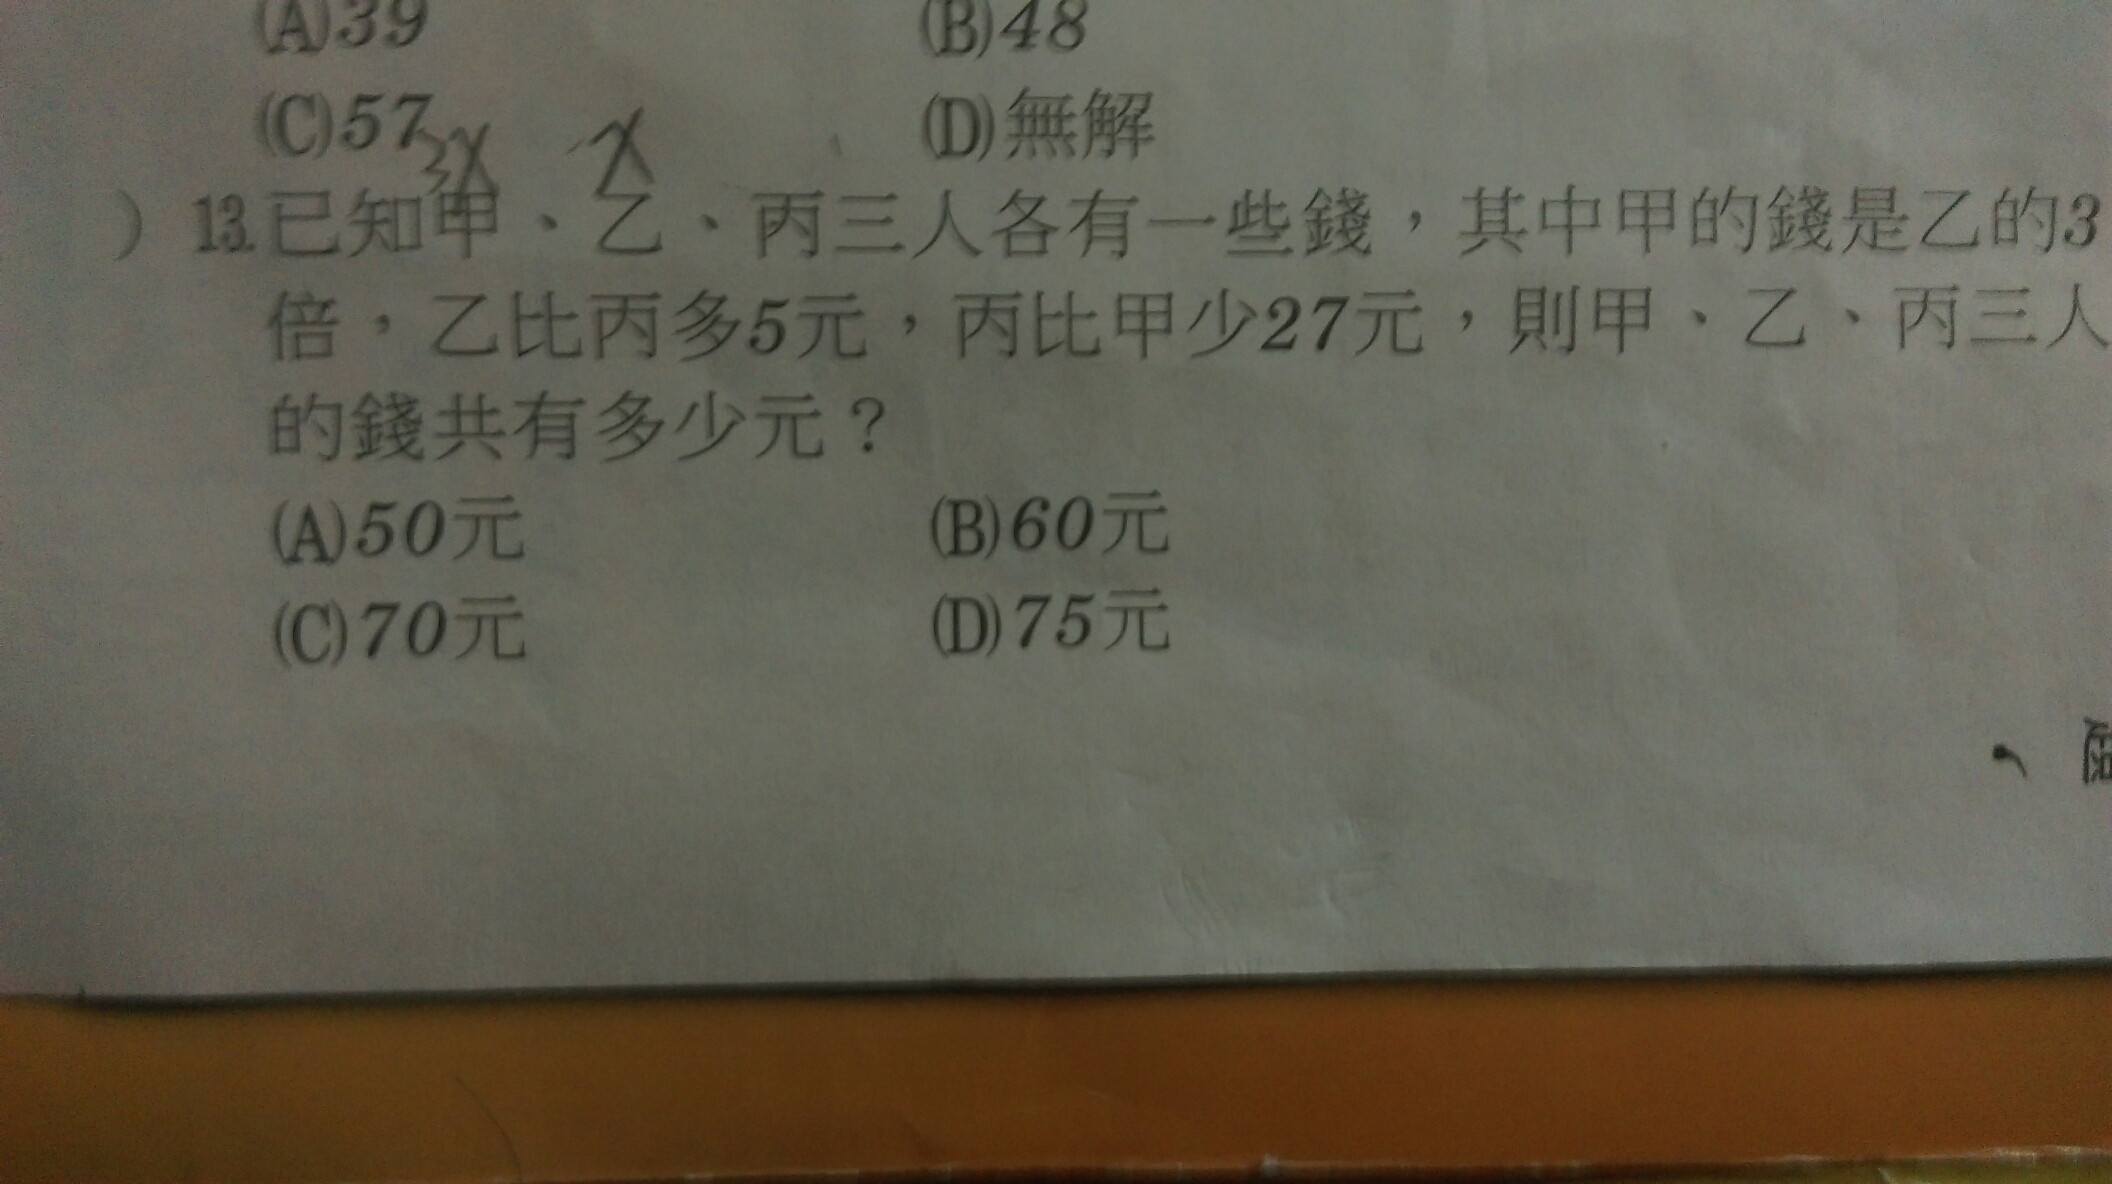 (A)39 (B)48
(C)57 (D)無解
3x x
)13.已知甲、乙、丙三人各有一些錢，其中甲的錢是乙的3
倍，乙比丙多5元，丙比甲少27元，則甲、乙、丙三人
的錢共有多少元？
(A)50元 (B)60元
(C)70元 (D)75元